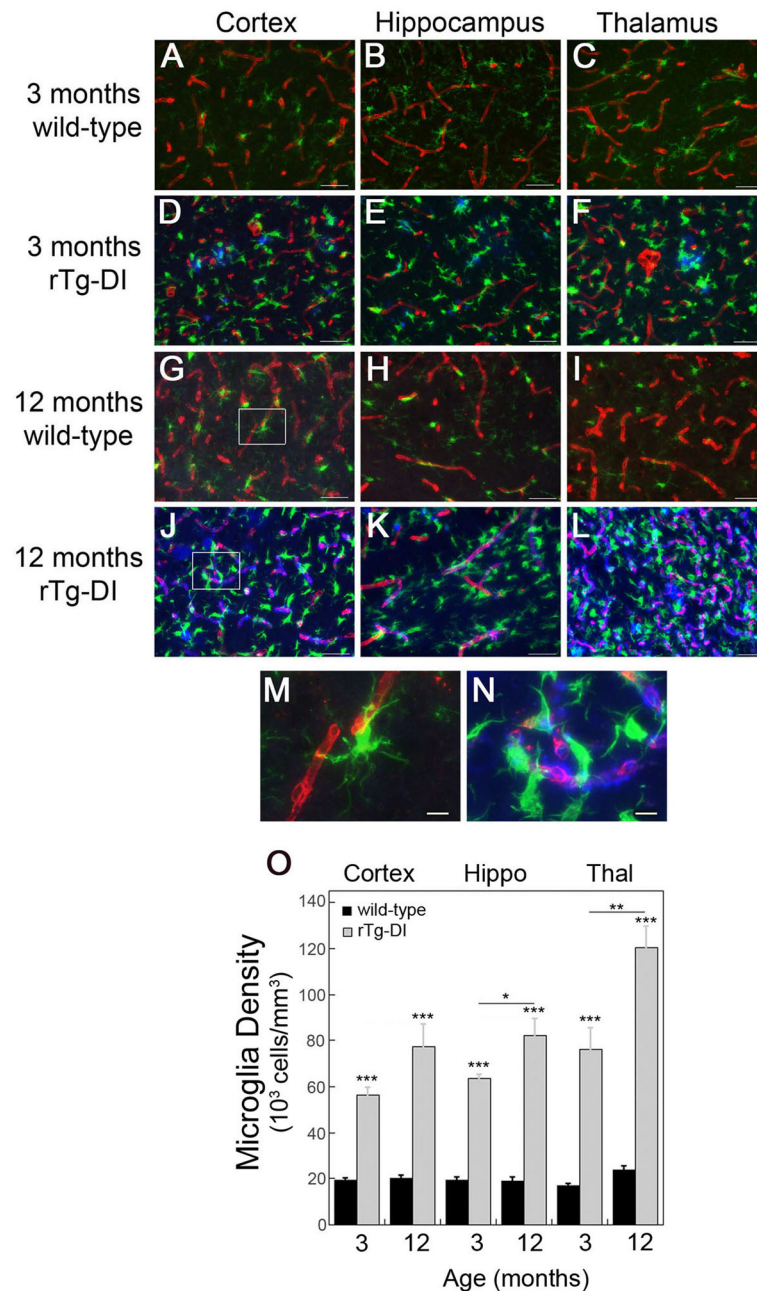 Cortex Hippocampus Thalamus
3 months
wild-type
A B C
3 months
rTg-DI
D E F
12 months
wild-type
G H I
12 months
rTg-DI
J K L
M N
O
Cortex Hippo Thal
Microglia Density
(10³ cells/mm³)
140
120
100
80
60
40
20
0
wild-type
rTg-DI
***
***
***
*
***
***
**
***
3 12 3 12 3 12
Age (months)